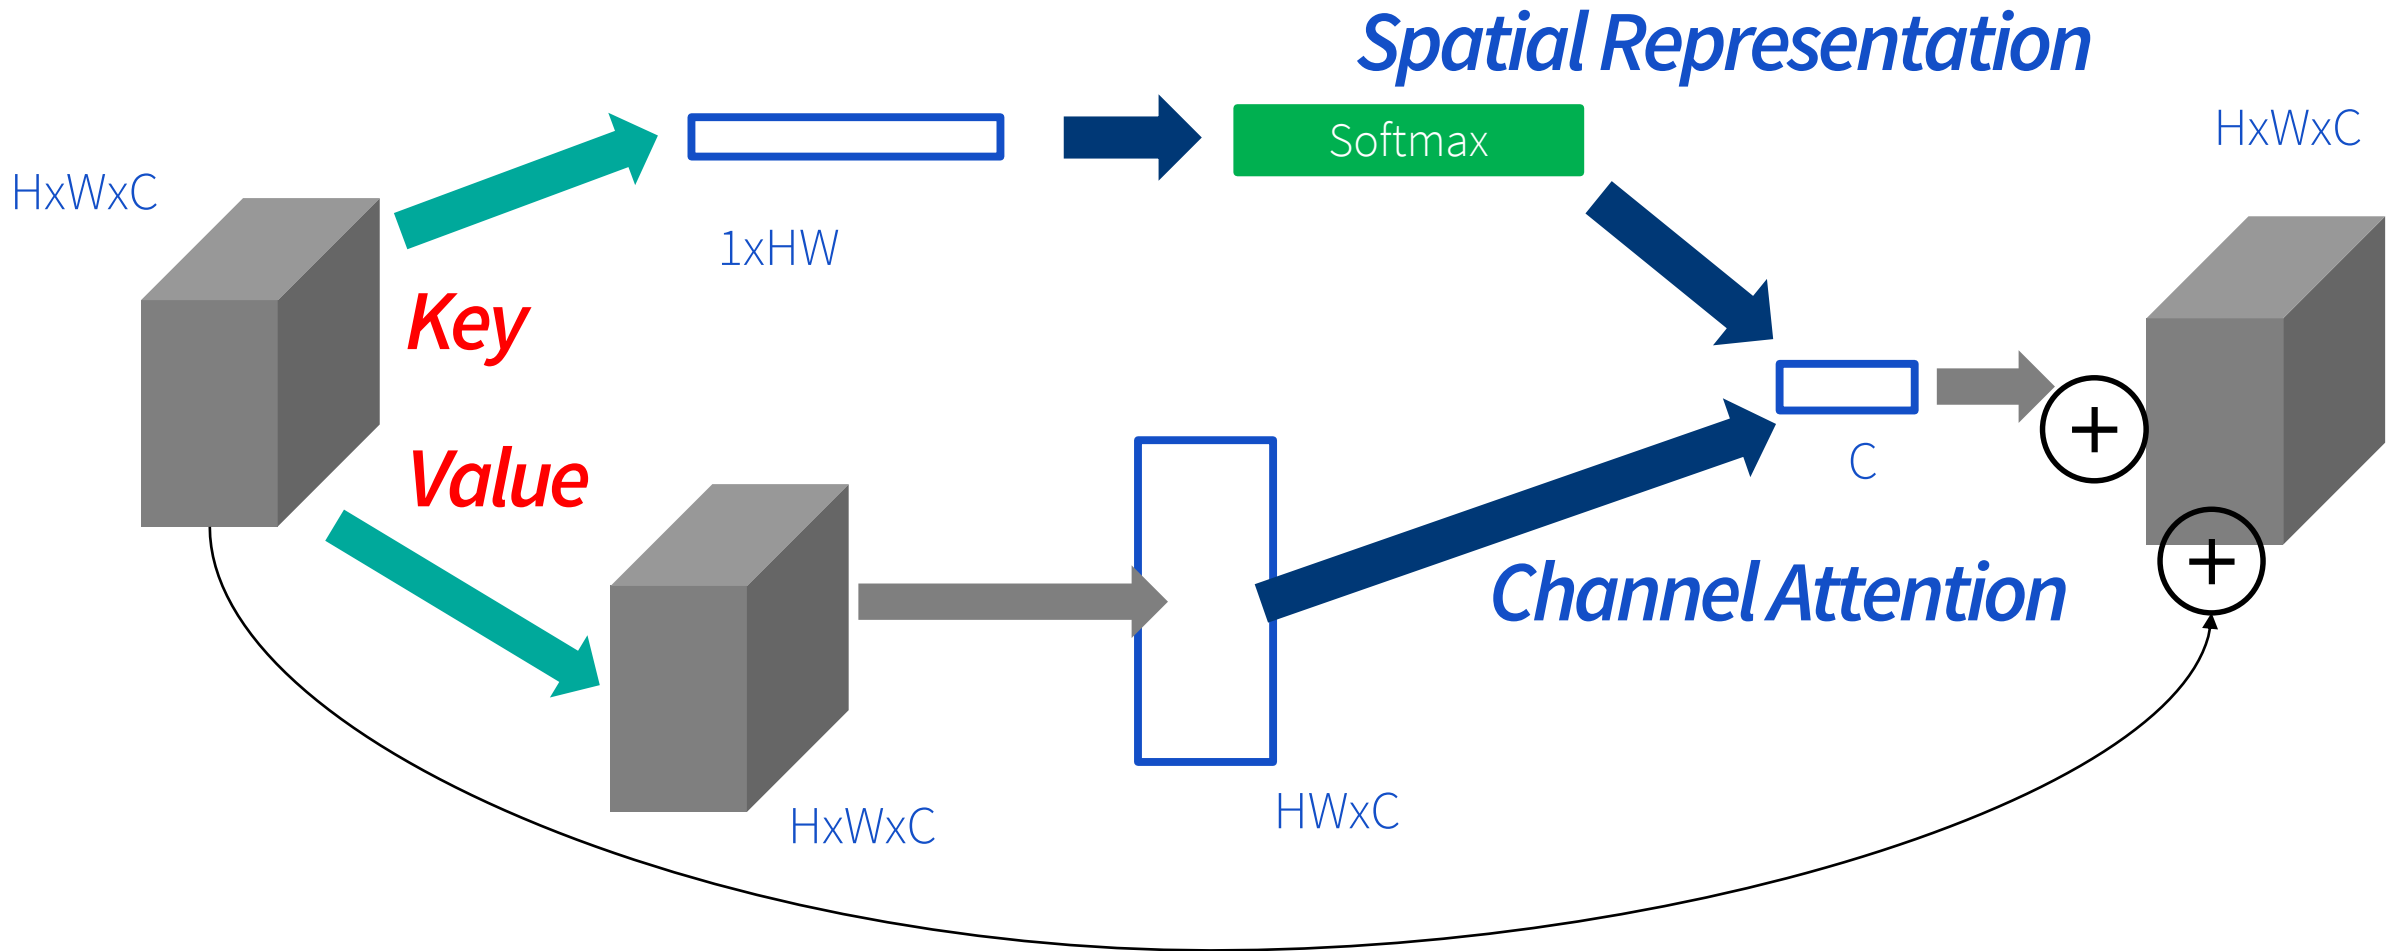 Spatial Representation
HxWxC
Softmax
HxWxC
1xHW
Key
Value
C
Channel Attention
HxWxC
HWxC